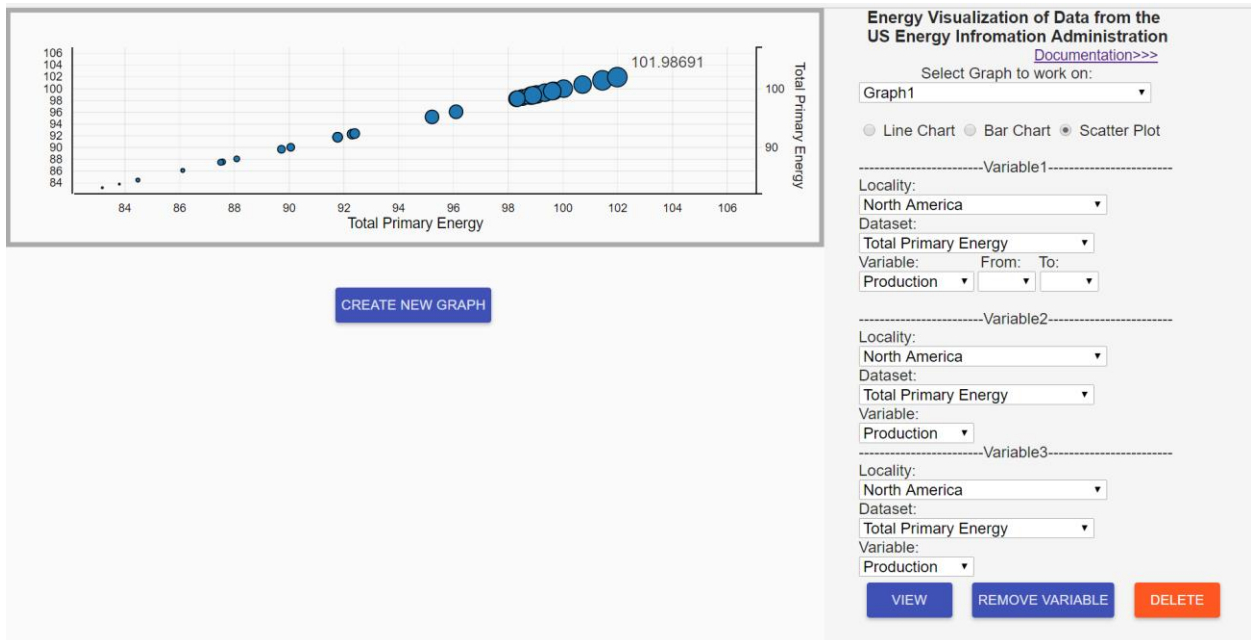 106
104
102
100
98
96
94
92
90
88
86
84
101.98691
100
90
Total Primary Energy
84 86 88 90 92 94 96 98 100 102 104 106
Total Primary Energy
CREATE NEW GRAPH
Energy Visualization of Data from the
US Energy Infromation Administration
Documentation>>>
Select Graph to work on:
Graph1
Line Chart Bar Chart Scatter Plot
------------------------Variable1------------------------
Locality:
North America
Dataset:
Total Primary Energy
Variable: From: To:
Production
------------------------Variable2------------------------
Locality:
North America
Dataset:
Total Primary Energy
Variable:
Production
------------------------Variable3------------------------
Locality:
North America
Dataset:
Total Primary Energy
Variable:
Production
VIEW REMOVE VARIABLE DELETE